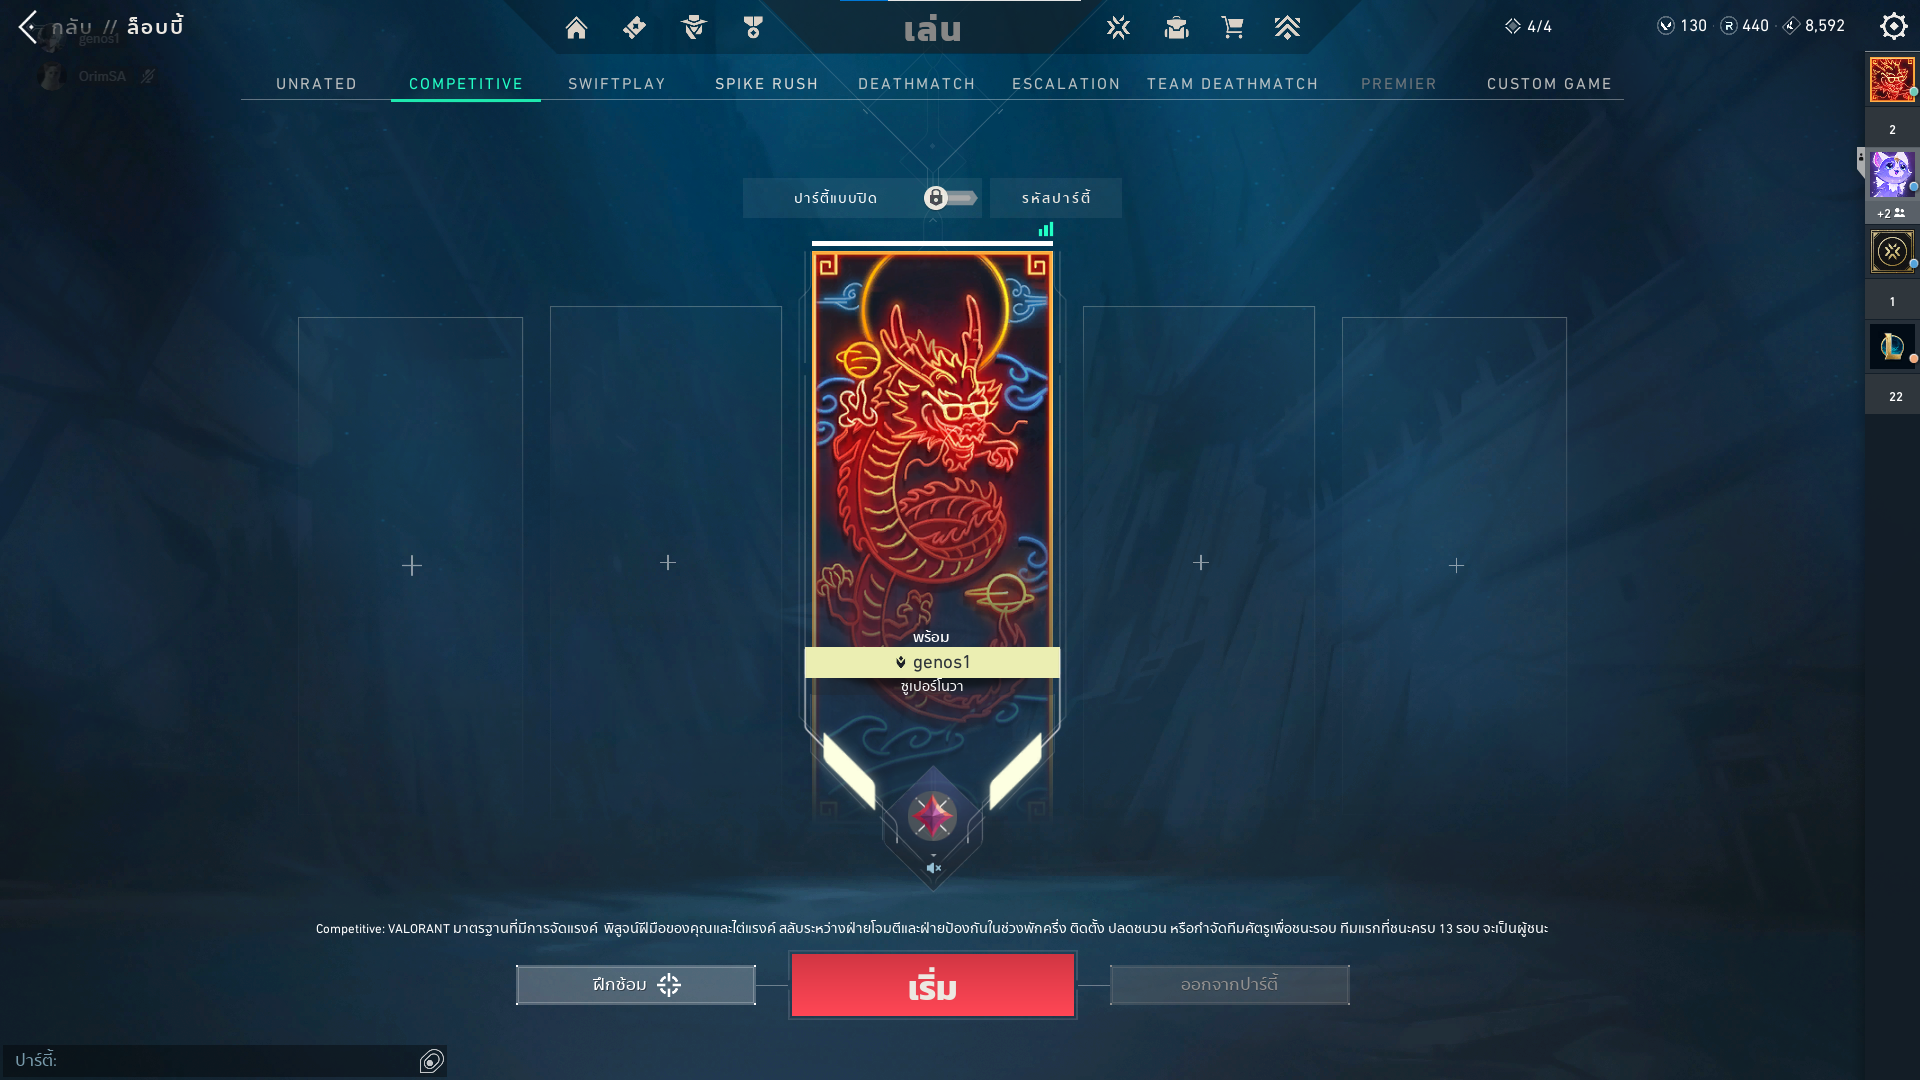 กลับ // ล็อบบี้
genos1
OrimSA
เล่น
4/4
130 440 8,592
UNRATED COMPETITIVE SWIFTPLAY SPIKE RUSH DEATHMATCH ESCALATION TEAM DEATHMATCH PREMIER CUSTOM GAME
2
+2
1
22
ปาร์ตี้แบบปิด
รหัสปาร์ตี้
พร้อม
genos1
ซูเปอร์โนวา
Competitive: VALORANT มาตรฐานที่มีการจัดแรงค์ พิสูจน์ฝีมือของคุณและไต่แรงค์ สลับระหว่างฝ่ายโจมตีและฝ่ายป้องกันในช่วงพักครึ่ง ติดตั้ง ปลดชนวน หรือกำจัดทีมศัตรูเพื่อชนะรอบ ทีมแรกที่ชนะครบ 13 รอบ จะเป็นผู้ชนะ
ฝึกซ้อม
เริ่ม
ออกจากปาร์ตี้
ปาร์ตี้: